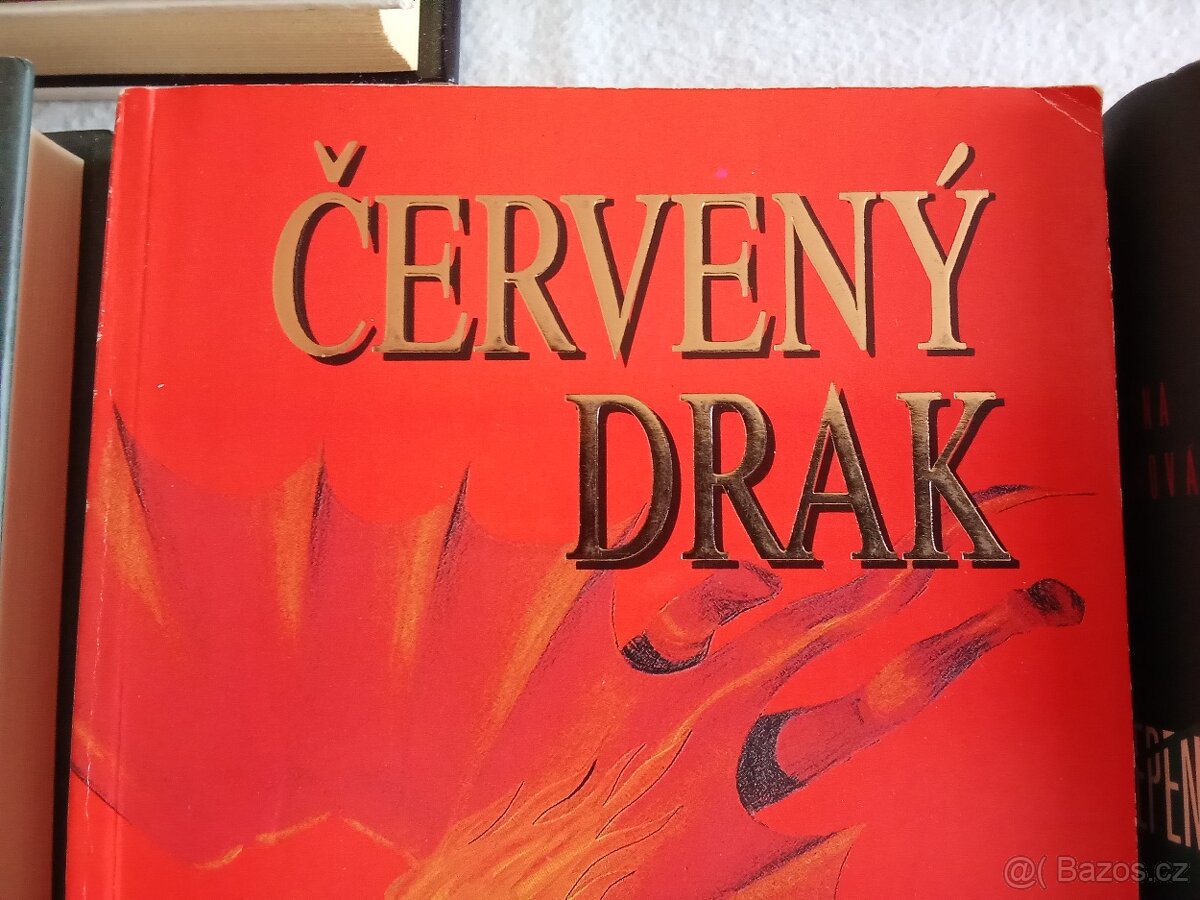 ČERVENÝ
DRAK
@( Bazos.cz